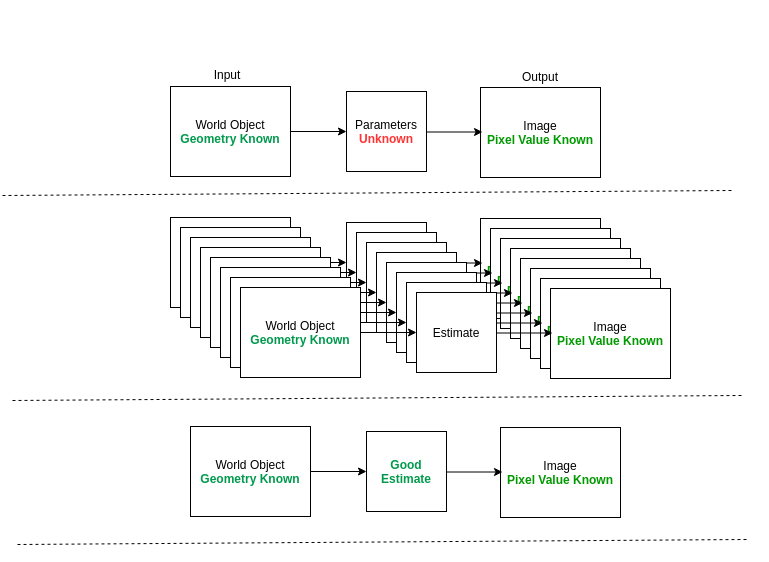 Input
Output
World Object
Geometry Known
Parameters
Unknown
Image
Pixel Value Known
World Object
Geometry Known
Estimate
Image
Pixel Value Known
World Object
Geometry Known
Good
Estimate
Image
Pixel Value Known